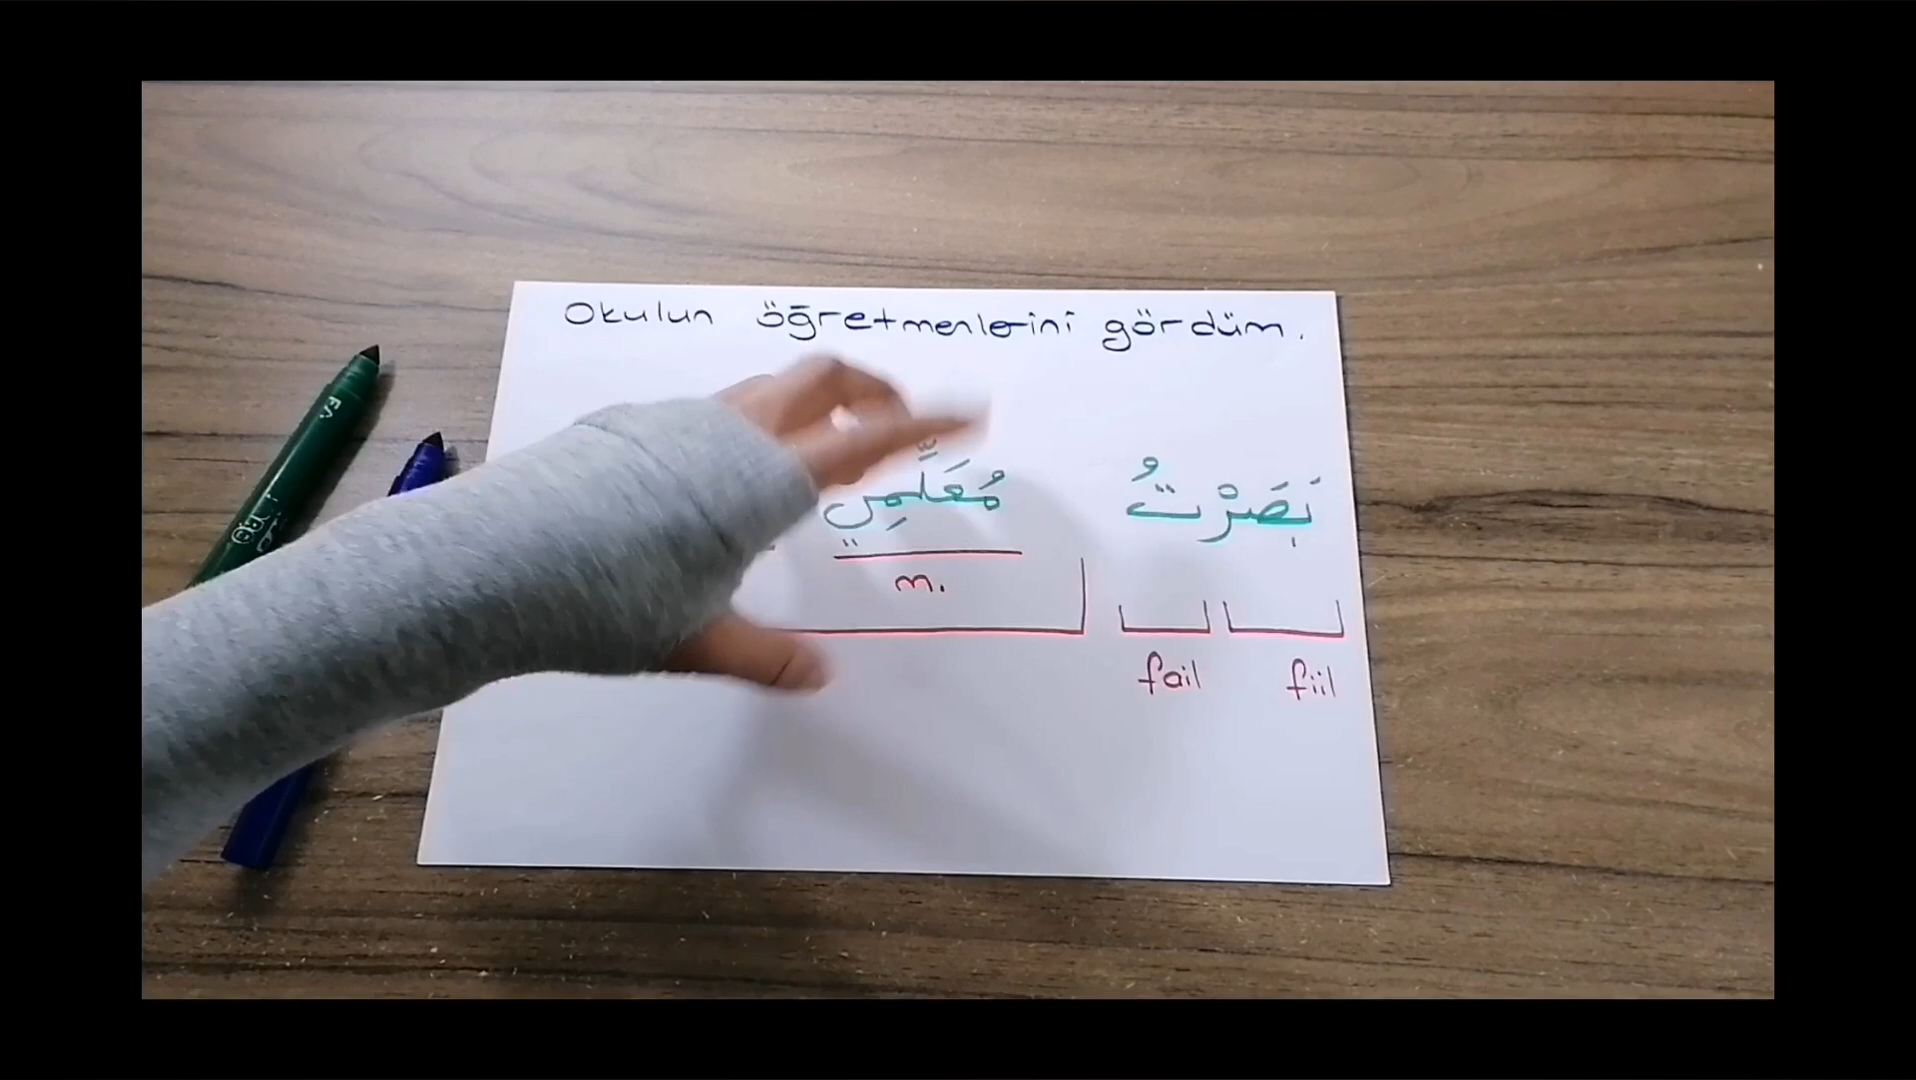 Okulun öğretmenlerini gördüm.
بَصَرْتُ مُعَلِّمِي
m.
fail fiil